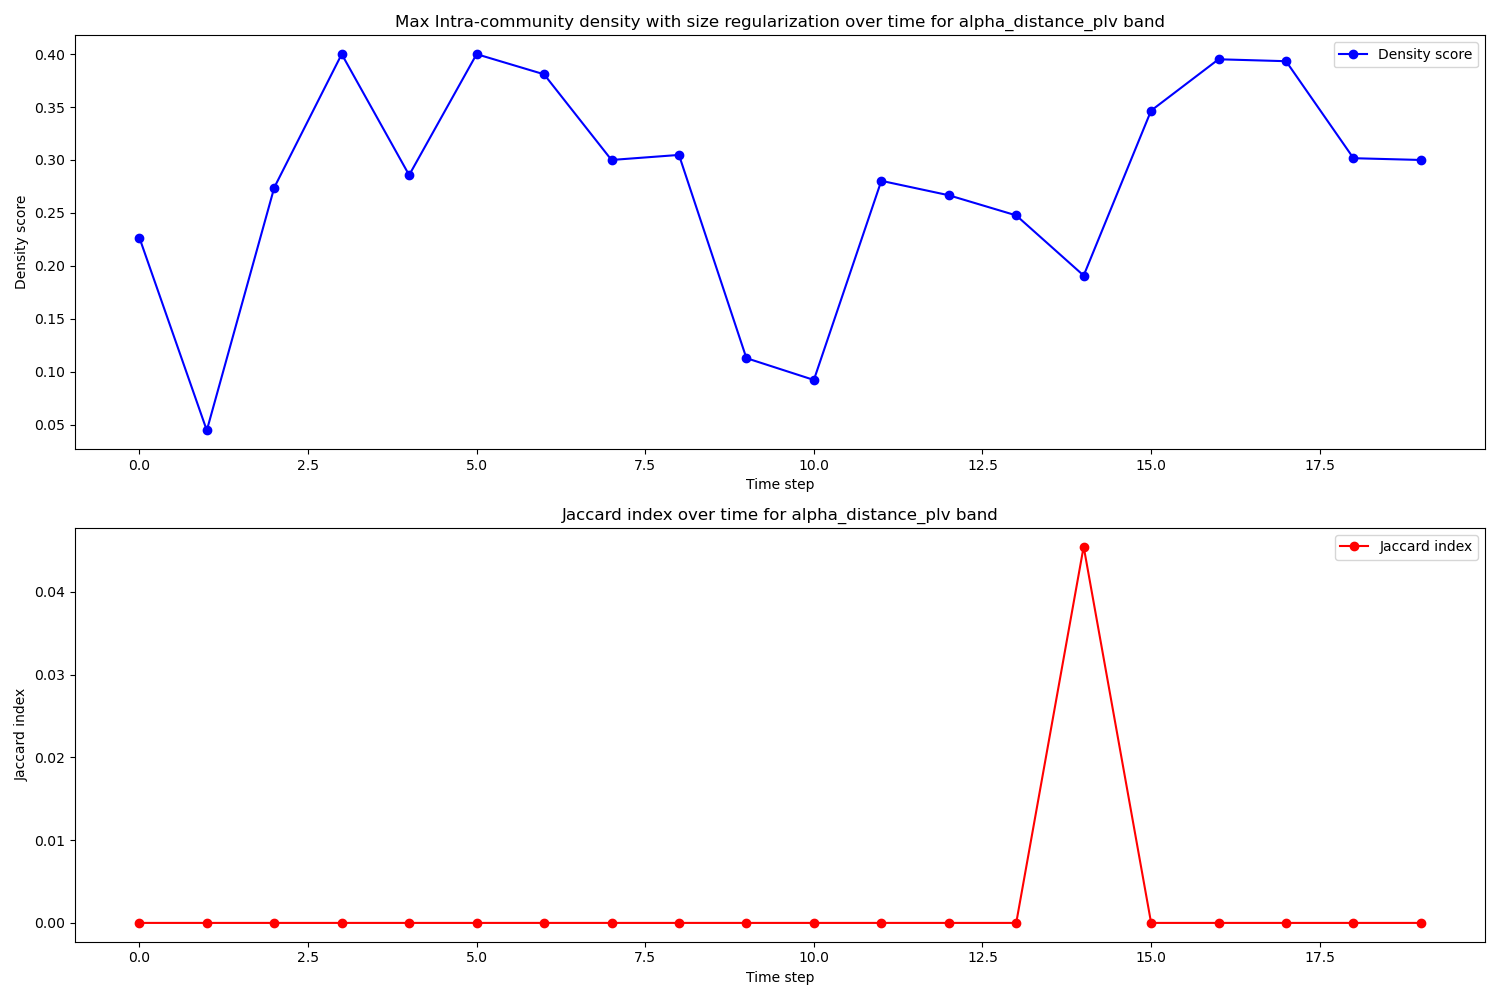 Max Intra-community density with size regularization over time for alpha_distance_plv band
Density score
0.40
0.35
0.30
0.25
0.20
0.15
0.10
0.05
Density score
0.0 2.5 5.0 7.5 10.0 12.5 15.0 17.5
Time step
Jaccard index over time for alpha_distance_plv band
Jaccard index
0.04
0.03
0.02
0.01
0.00
Jaccard index
0.0 2.5 5.0 7.5 10.0 12.5 15.0 17.5
Time step